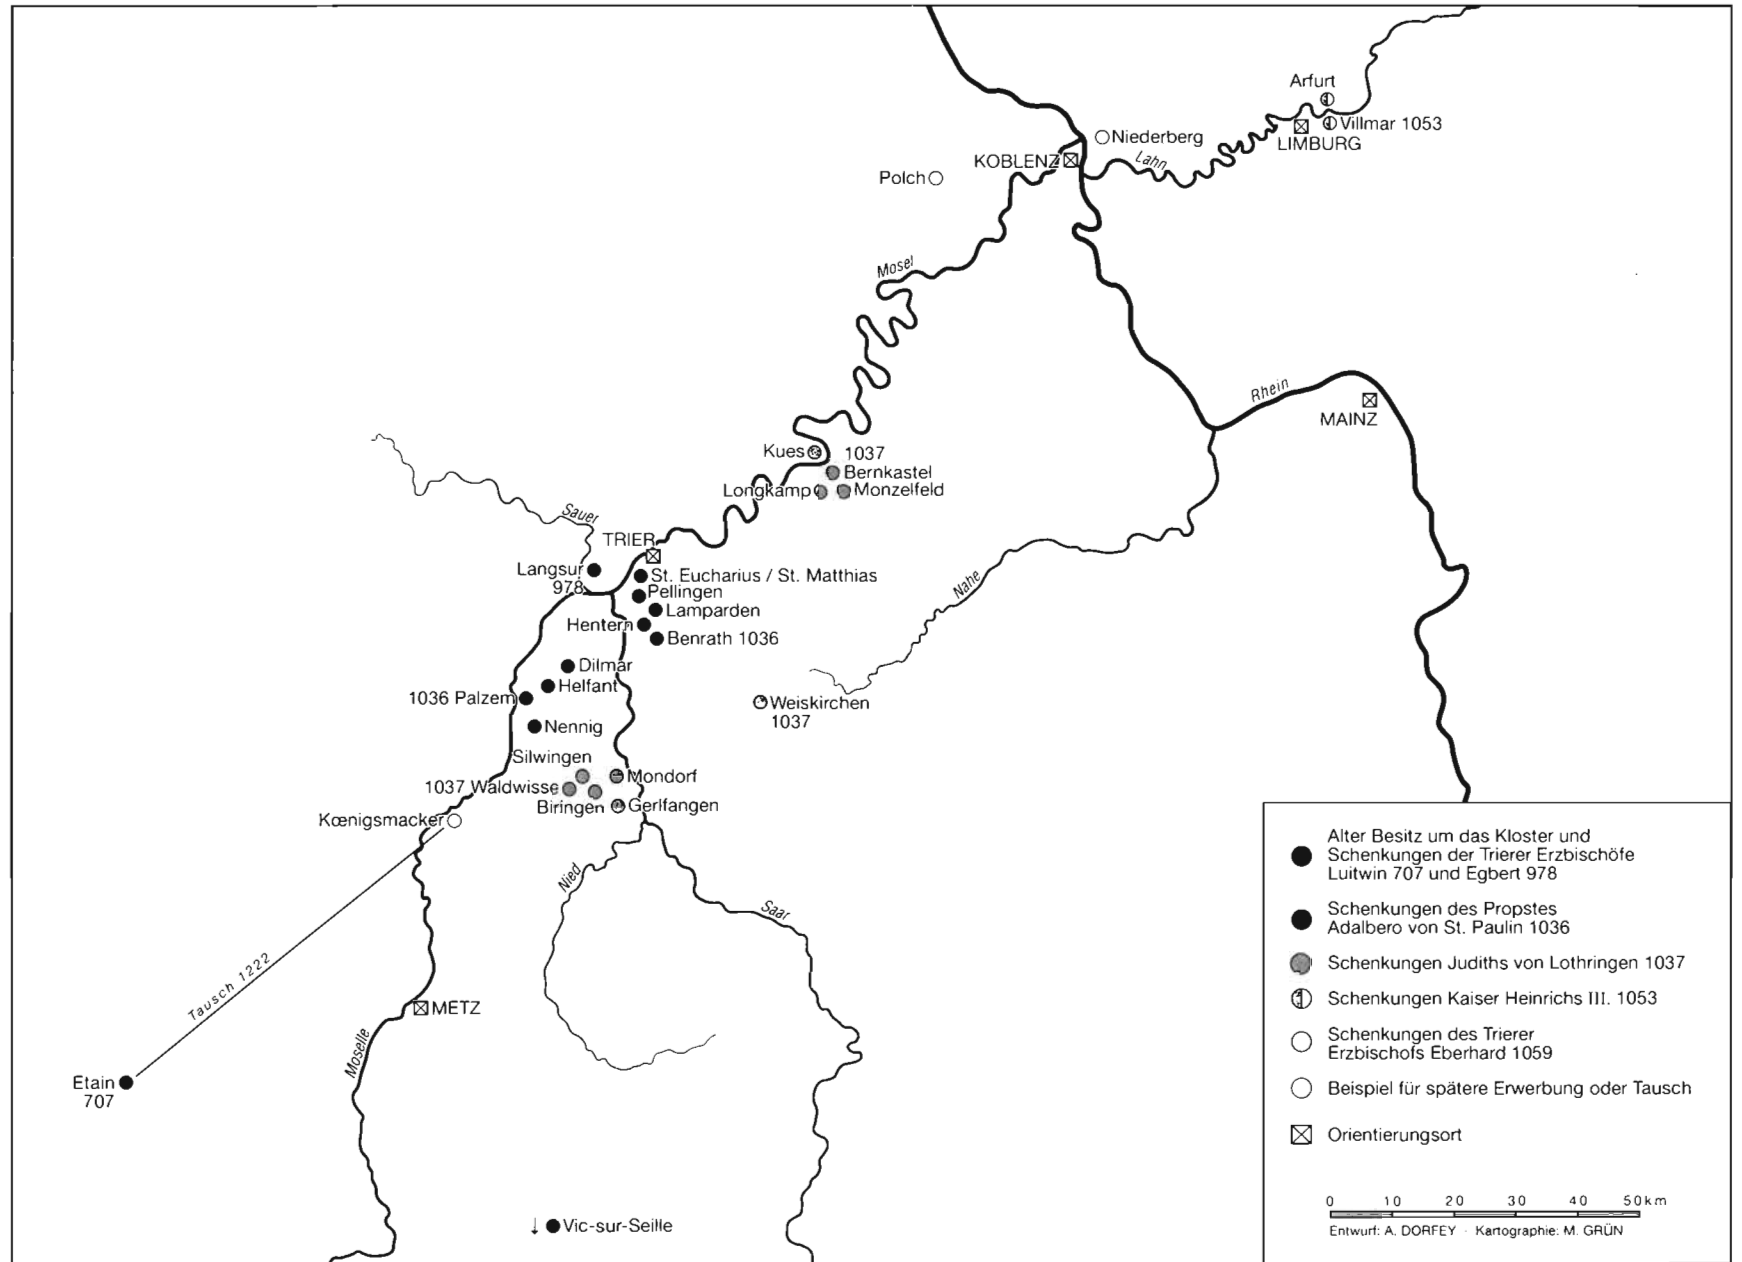 Arfurt
Villmar 1053
LIMBURG
Niederberg
KOBLENZ
Lahn
Polch
Mosel
Rhein
MAINZ
Kues
1037
Bernkastel
Longkamp
Monzelfeld
Sauer
TRIER
Langsur
978
St. Eucharius / St. Matthias
Pellingen
Lamparden
Hentern
Benrath 1036
Nahe
Dilmar
Helfant
1036 Palzem
Nennig
Weiskirchen
1037
Silwingen
Mondorf
1037 Waldwisse
Biringen
Gerlfangen
Kœnigsmacker
Nied
Saar
Tausch 1222
METZ
Moselle
Etain
707
↓ Vic-sur-Seille
Alter Besitz um das Kloster und
Schenkungen der Trierer Erzbischöfe
Luitwin 707 und Egbert 978
Schenkungen des Propstes
Adalbero von St. Paulin 1036
Schenkungen Judiths von Lothringen 1037
Schenkungen Kaiser Heinrichs III. 1053
Schenkungen des Trierer
Erzbischofs Eberhard 1059
Beispiel für spätere Erwerbung oder Tausch
Orientierungsort
0 10 20 30 40 50km
Entwurf: A. DORFEY · Kartographie: M. GRÜN